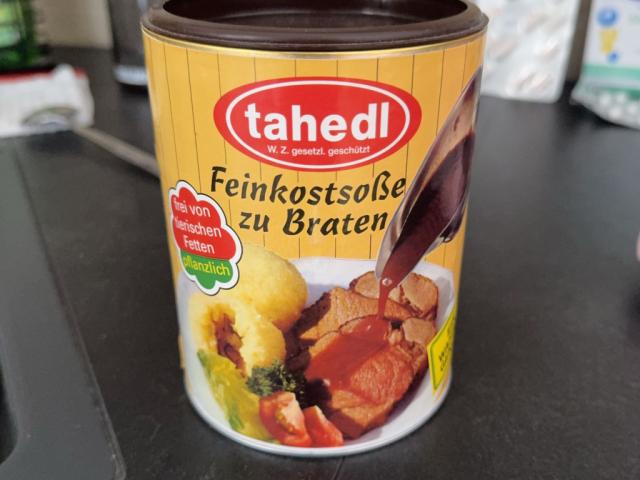 tahedl
W. Z. gesetzl. geschützt
Feinkostsoße
zu Braten
frei von
tierischen
Fetten
pflanzlich